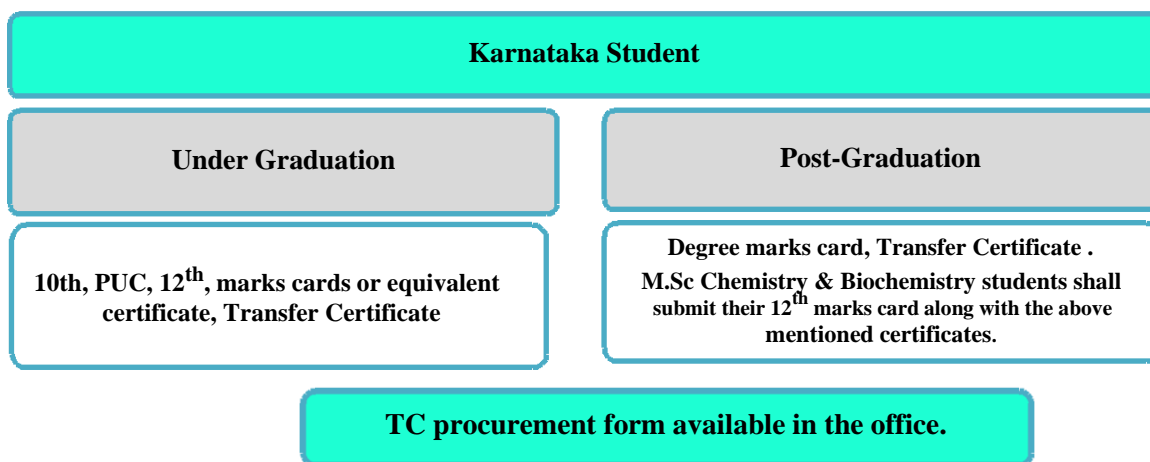 Karnataka Student
Under Graduation
10th, PUC, 12th, marks cards or equivalent
certificate, Transfer Certificate
Post-Graduation
Degree marks card, Transfer Certificate .
M.Sc Chemistry & Biochemistry students shall
submit their 12th marks card along with the above
mentioned certificates.
TC procurement form available in the office.